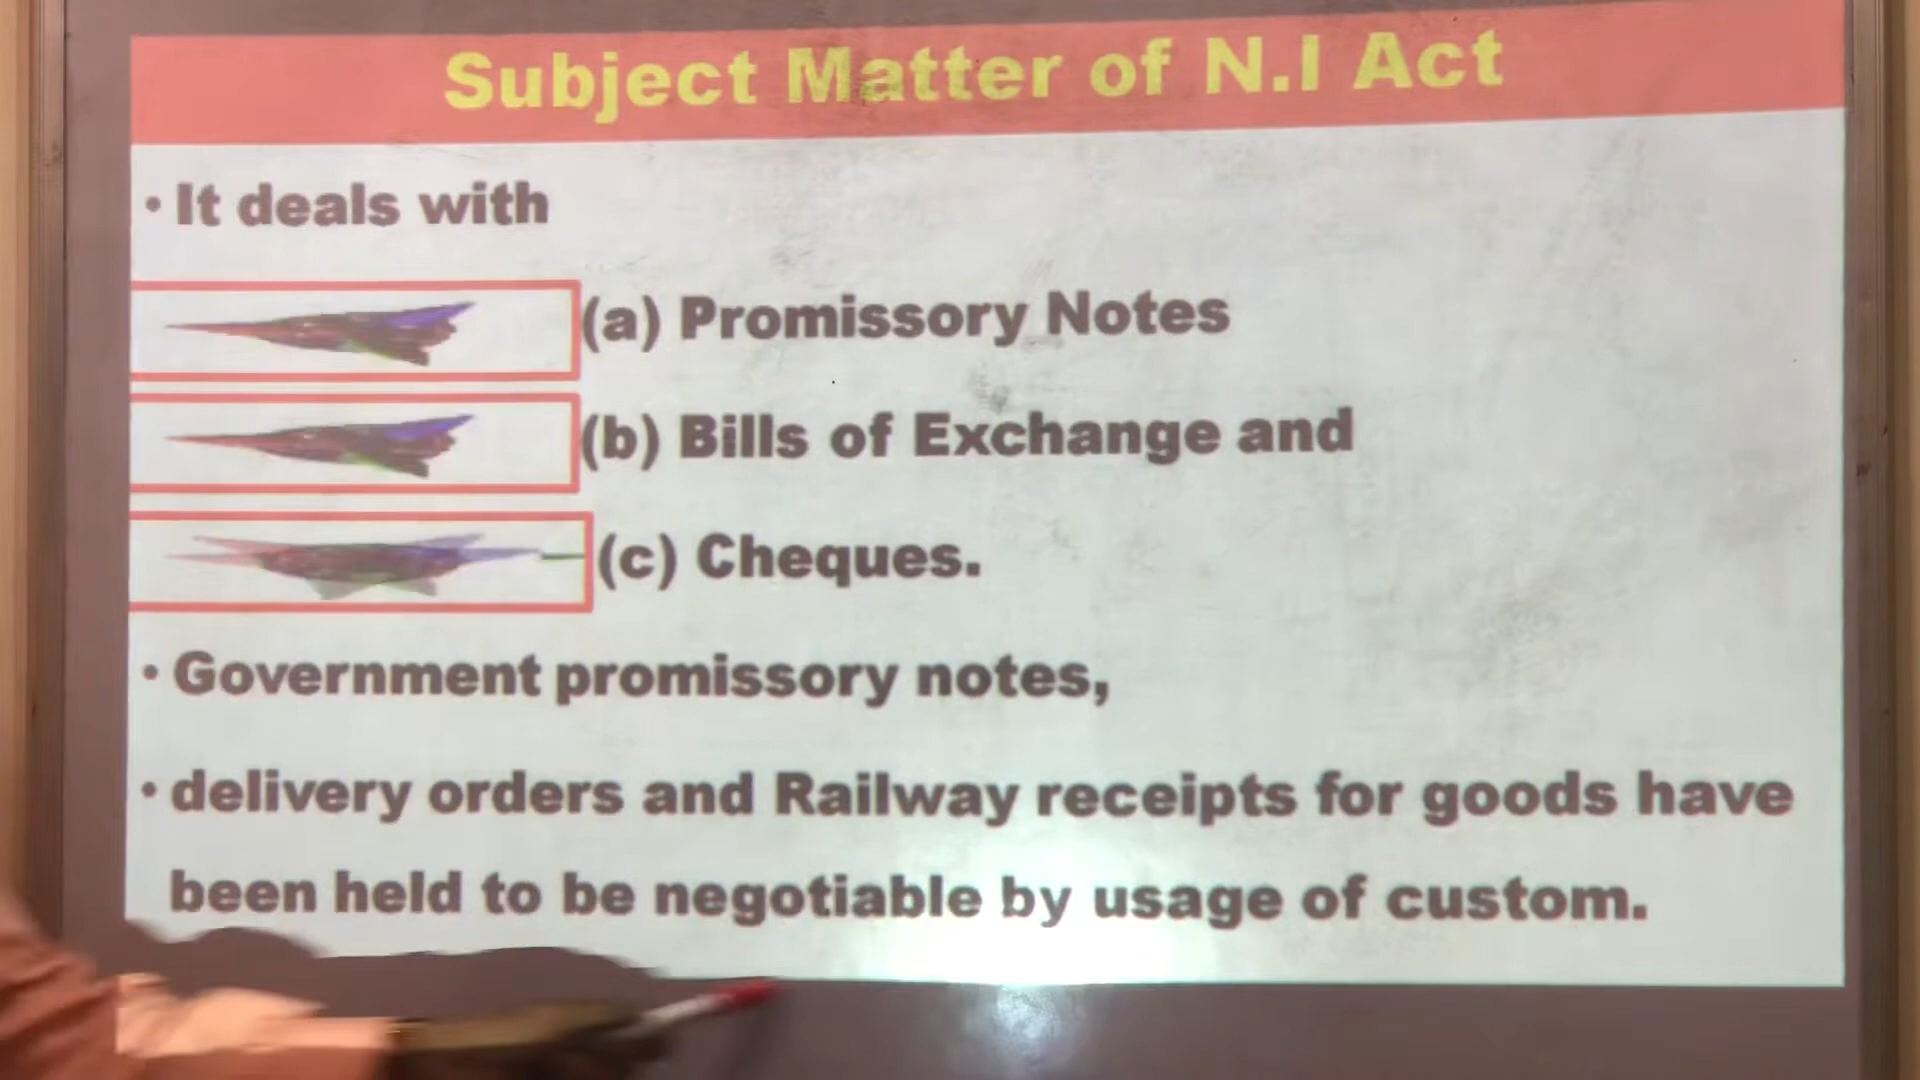 Subject Matter of N.I Act
• It deals with
(a) Promissory Notes
(b) Bills of Exchange and
(c) Cheques.
• Government promissory notes,
• delivery orders and Railway receipts for goods have
been held to be negotiable by usage of custom.